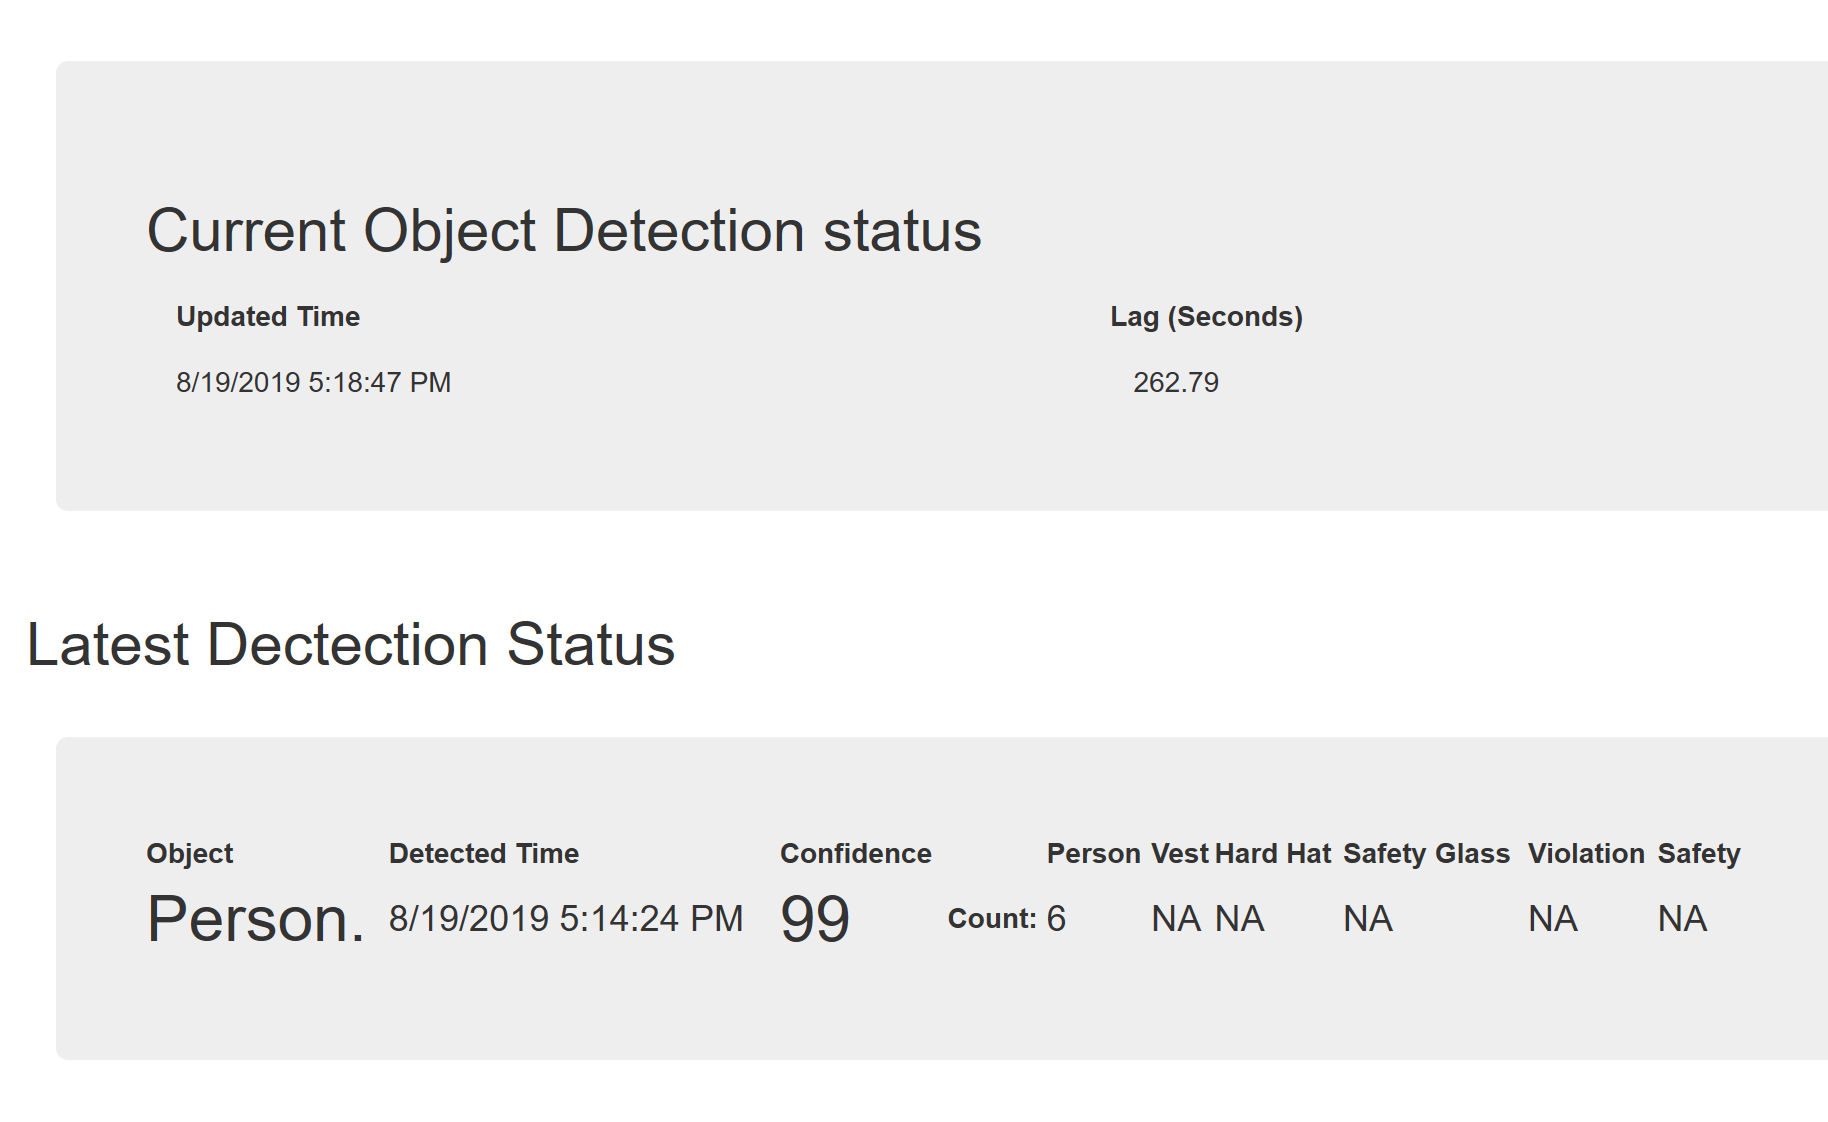 Current Object Detection status
Updated Time Lag (Seconds)
8/19/2019 5:18:47 PM 262.79
Latest Dectection Status
Object Detected Time Confidence Person Vest Hard Hat Safety Glass Violation Safety
Person. 8/19/2019 5:14:24 PM 99 Count: 6 NA NA NA NA NA